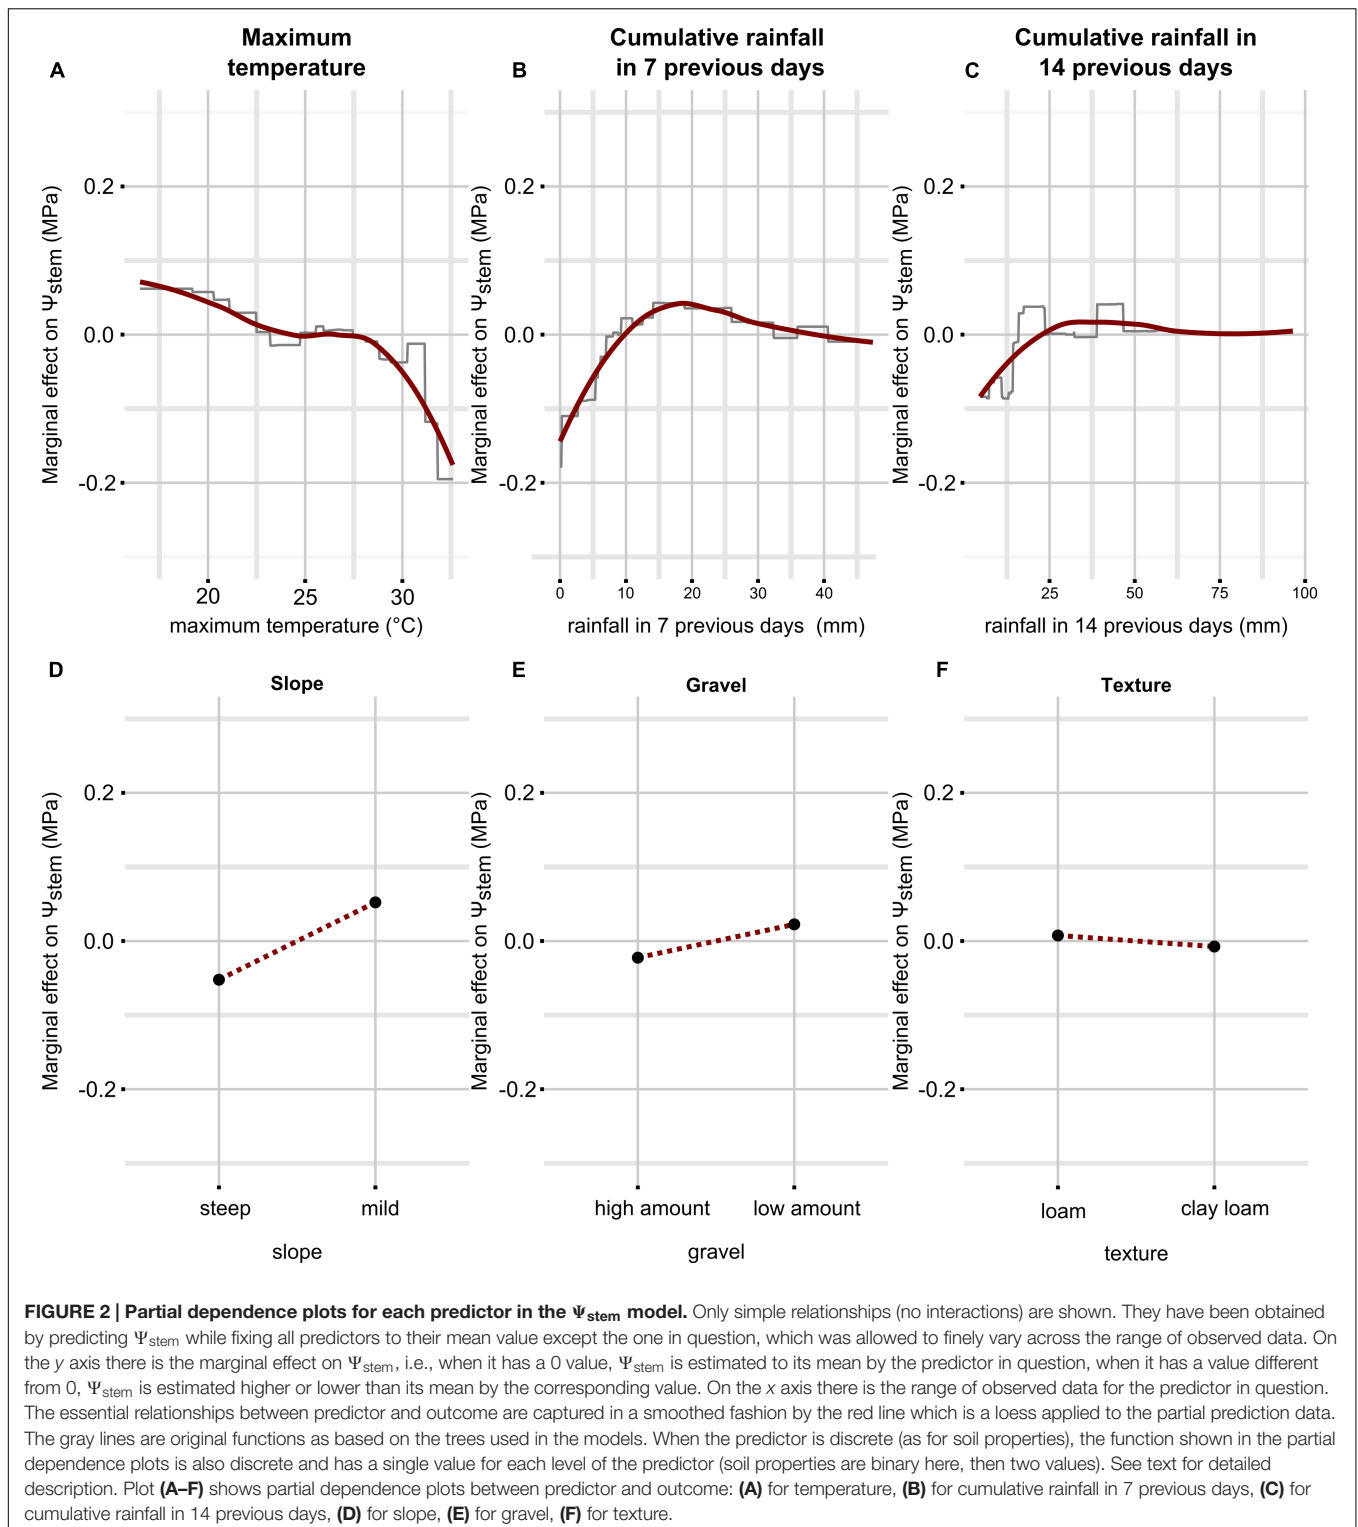 A
Maximum
temperature
Marginal effect on Ψstem (MPa)
0.2
0.0
-0.2
20 25 30
maximum temperature (°C)
B
Cumulative rainfall
in 7 previous days
Marginal effect on Ψstem (MPa)
0.2
0.0
-0.2
0 10 20 30 40
rainfall in 7 previous days (mm)
C
Cumulative rainfall in
14 previous days
Marginal effect on Ψstem (MPa)
0.2
0.0
-0.2
25 50 75 100
rainfall in 14 previous days (mm)
D
Slope
Marginal effect on Ψstem (MPa)
0.2
0.0
-0.2
steep mild
slope
E
Gravel
Marginal effect on Ψstem (MPa)
0.2
0.0
-0.2
high amount low amount
gravel
F
Texture
Marginal effect on Ψstem (MPa)
0.2
0.0
-0.2
loam clay loam
texture
FIGURE 2 | Partial dependence plots for each predictor in the Ψstem model. Only simple relationships (no interactions) are shown. They have been obtained
by predicting Ψstem while fixing all predictors to their mean value except the one in question, which was allowed to finely vary across the range of observed data. On
the y axis there is the marginal effect on Ψstem, i.e., when it has a 0 value, Ψstem is estimated to its mean by the predictor in question, when it has a value different
from 0, Ψstem is estimated higher or lower than its mean by the corresponding value. On the x axis there is the range of observed data for the predictor in question.
The essential relationships between predictor and outcome are captured in a smoothed fashion by the red line which is a loess applied to the partial prediction data.
The gray lines are original functions as based on the trees used in the models. When the predictor is discrete (as for soil properties), the function shown in the partial
dependence plots is also discrete and has a single value for each level of the predictor (soil properties are binary here, then two values). See text for detailed
description. Plot (A–F) shows partial dependence plots between predictor and outcome: (A) for temperature, (B) for cumulative rainfall in 7 previous days, (C) for
cumulative rainfall in 14 previous days, (D) for slope, (E) for gravel, (F) for texture.